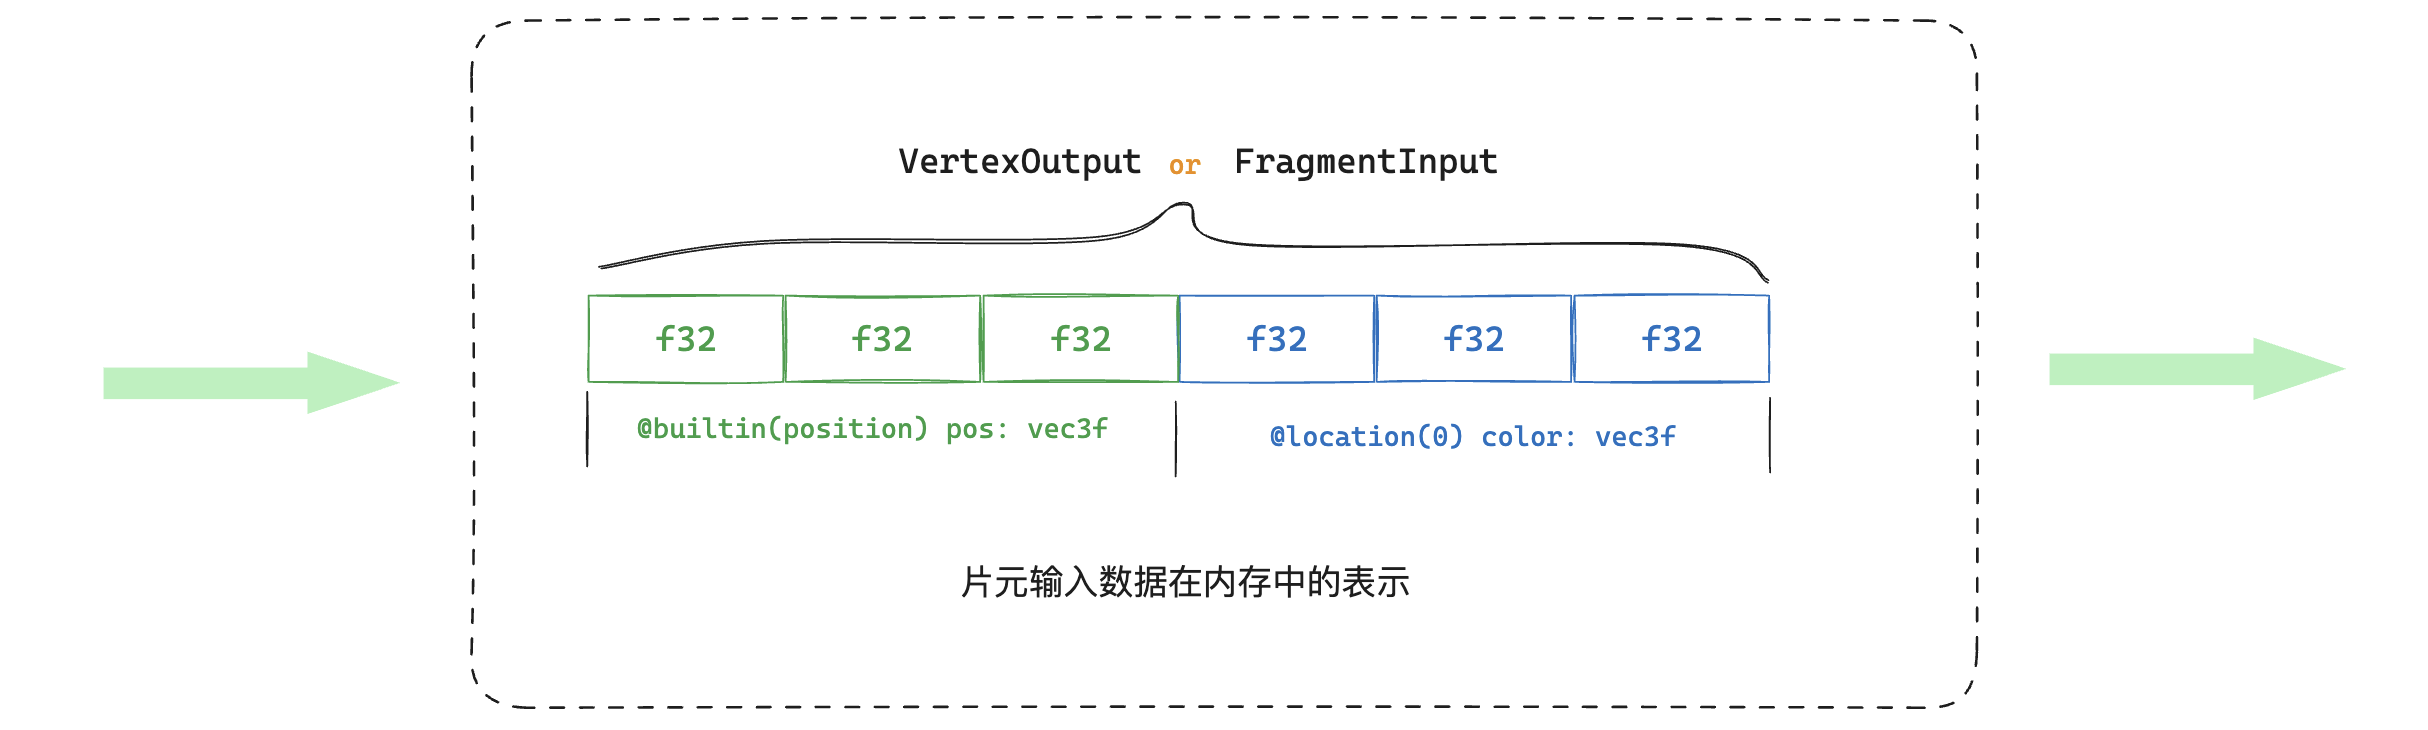 VertexOutput or FragmentInput
f32 f32 f32 f32 f32 f32
@builtin(position) pos: vec3f
@location(0) color: vec3f
片元输入数据在内存中的表示